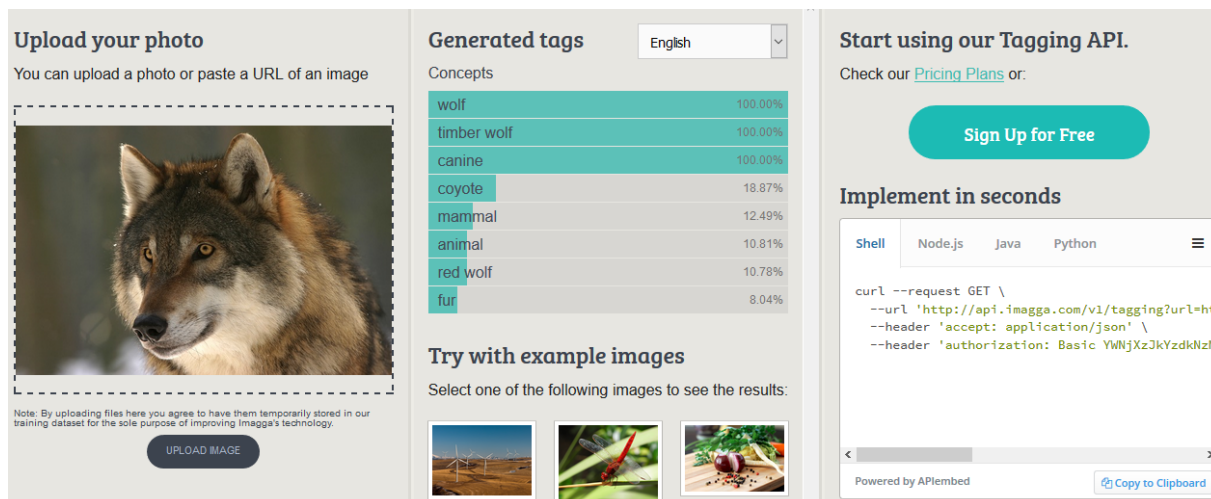 Upload your photo
You can upload a photo or paste a URL of an image
Note: By uploading files here you agree to have them temporarily stored in our
training dataset for the sole purpose of improving Imagga's technology.
UPLOAD IMAGE
Generated tags
English
Concepts
wolf 100.00%
timber wolf 100.00%
canine 100.00%
coyote 18.87%
mammal 12.49%
animal 10.81%
red wolf 10.78%
fur 8.04%
Try with example images
Select one of the following images to see the results:
Start using our Tagging API.
Check our Pricing Plans or:
Sign Up for Free
Implement in seconds
Shell Node.js Java Python
curl --request GET \
--url 'http://api.imagga.com/v1/tagging?url=ht
--header 'accept: application/json' \
--header 'authorization: Basic
Powered by APIembed
Copy to Clipboard